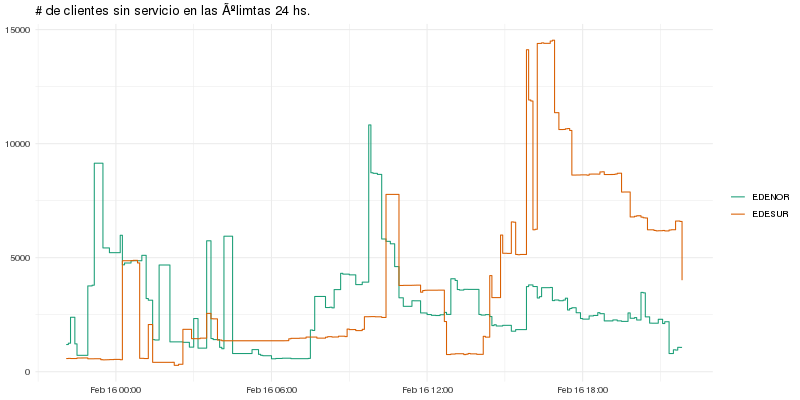 # de clientes sin servicio en las Ãºlimtas 24 hs.
15000
10000
5000
0
Feb 16 00:00
Feb 16 06:00
Feb 16 12:00
Feb 16 18:00
EDENOR
EDESUR